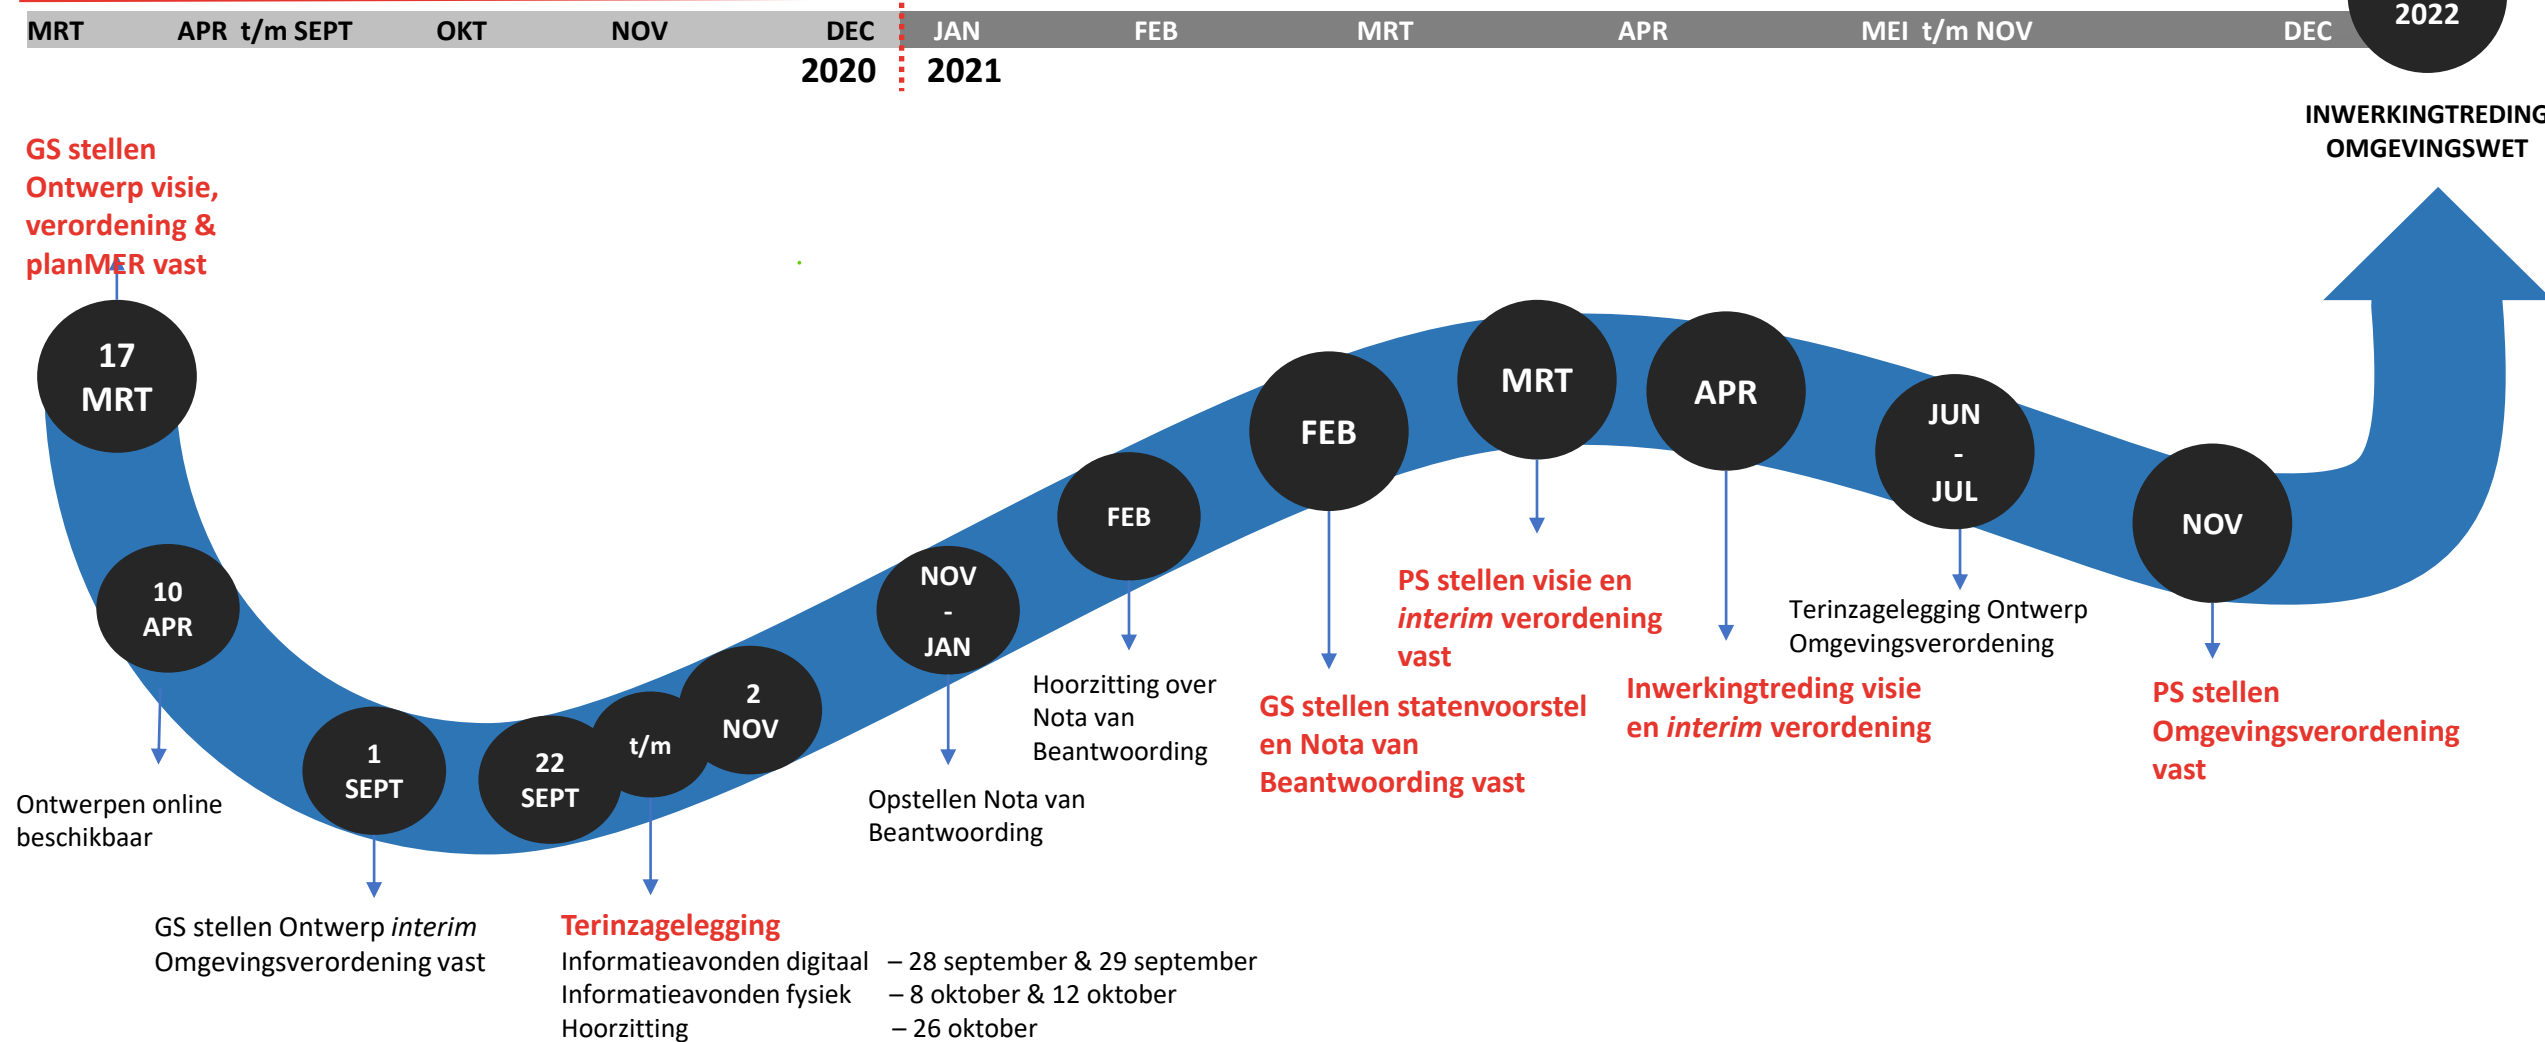 MRT APR t/m SEPT OKT NOV DEC JAN FEB MRT APR MEI t/m NOV DEC
2022
2020 2021
INWERKINGTREDING
OMGEVINGSWET
GS stellen
Ontwerp visie,
verordening &
planMER vast
17
MRT
10
APR
Ontwerpen online
beschikbaar
1
SEPT
GS stellen Ontwerp interim
Omgevingsverordening vast
22
SEPT
t/m
2
NOV
Terinzagelegging
Informatieavonden digitaal – 28 september & 29 september
Informatieavonden fysiek – 8 oktober & 12 oktober
Hoorzitting – 26 oktober
NOV
-
JAN
Opstellen Nota van
Beantwoording
FEB
Hoorzitting over
Nota van
Beantwoording
FEB
GS stellen statenvoorstel
en Nota van
Beantwoording vast
MRT
PS stellen visie en
interim verordening
vast
APR
Inwerkingtreding visie
en interim verordening
JUN
-
JUL
Terinzagelegging Ontwerp
Omgevingsverordening
NOV
PS stellen
Omgevingsverordening
vast